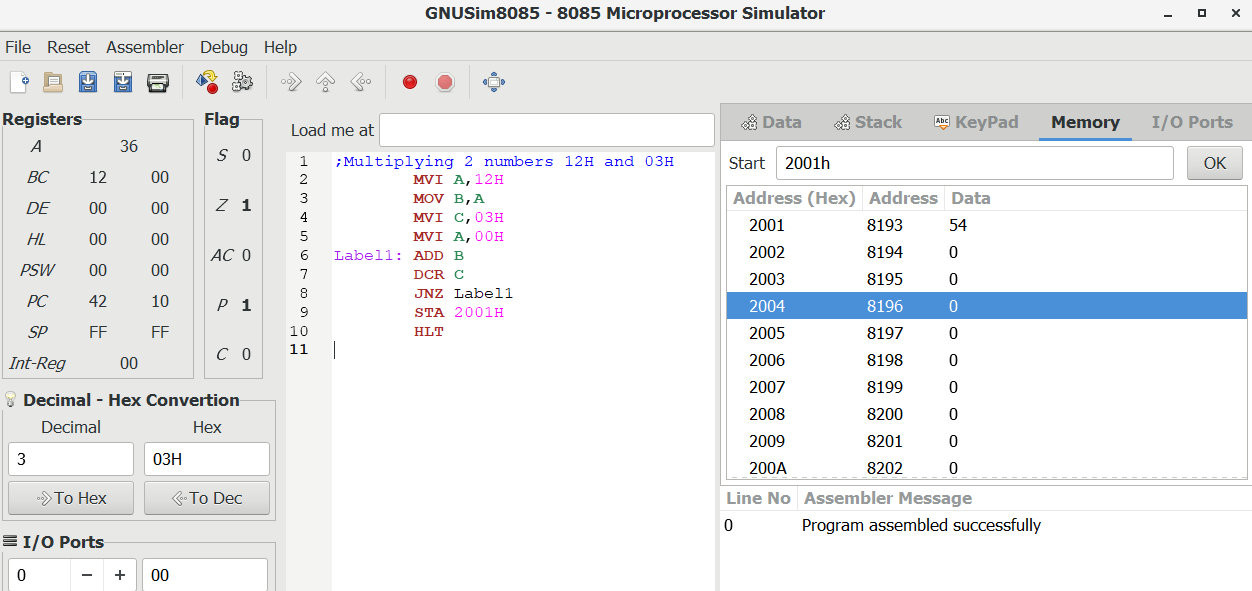 GNUSim8085 - 8085 Microprocessor Simulator
File Reset Assembler Debug Help
Registers
A 36
BC 12 00
DE 00 00
HL 00 00
PSW 00 00
PC 42 10
SP FF FF
Int-Reg 00
Flag
S 0
Z 1
AC 0
P 1
C 0
Decimal - Hex Convertion
Decimal Hex
3 03H
To Hex To Dec
I/O Ports
0 − + 00
Load me at
1 ;Multiplying 2 numbers 12H and 03H
2 MVI A,12H
3 MOV B,A
4 MVI C,03H
5 MVI A,00H
6 Label1: ADD B
7 DCR C
8 JNZ Label1
9 STA 2001H
10 HLT
11
Data Stack Abc KeyPad Memory I/O Ports
Start 2001h OK
Address (Hex) Address Data
2001 8193 54
2002 8194 0
2003 8195 0
2004 8196 0
2005 8197 0
2006 8198 0
2007 8199 0
2008 8200 0
2009 8201 0
200A 8202 0
Line No Assembler Message
0 Program assembled successfully